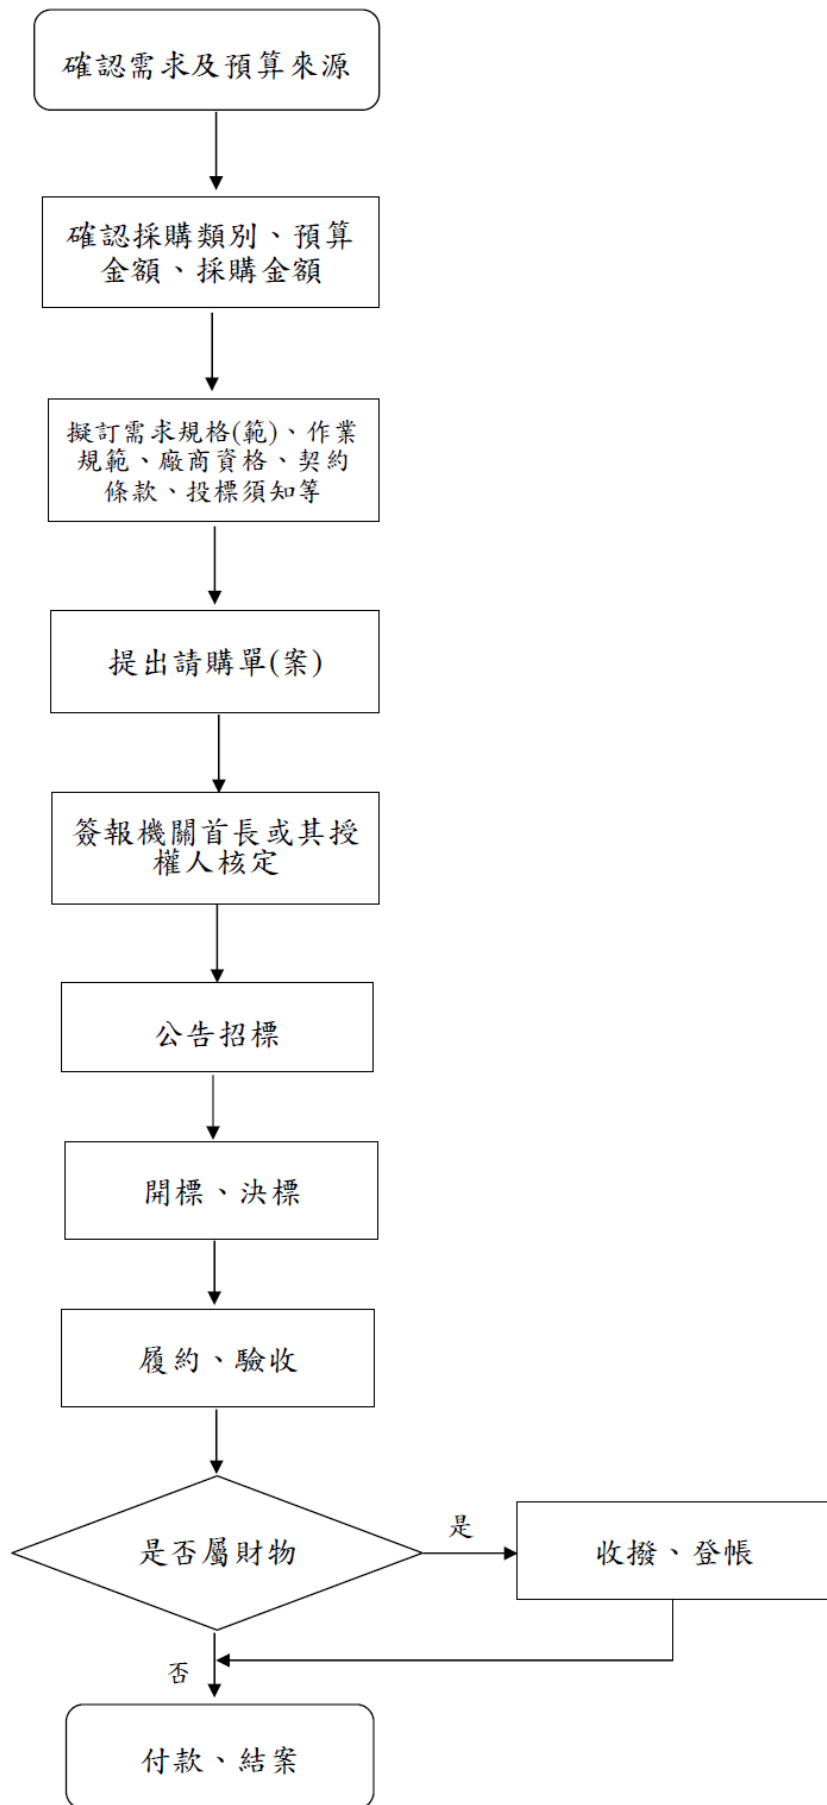 確認需求及預算來源
確認採購類別、預算
金額、採購金額
擬訂需求規格(範)、作業
規範、廠商資格、契約
條款、投標須知等
提出請購單(案)
簽報機關首長或其授
權人核定
公告招標
開標、決標
履約、驗收
是否屬財物
是
收撥、登帳
否
付款、結案